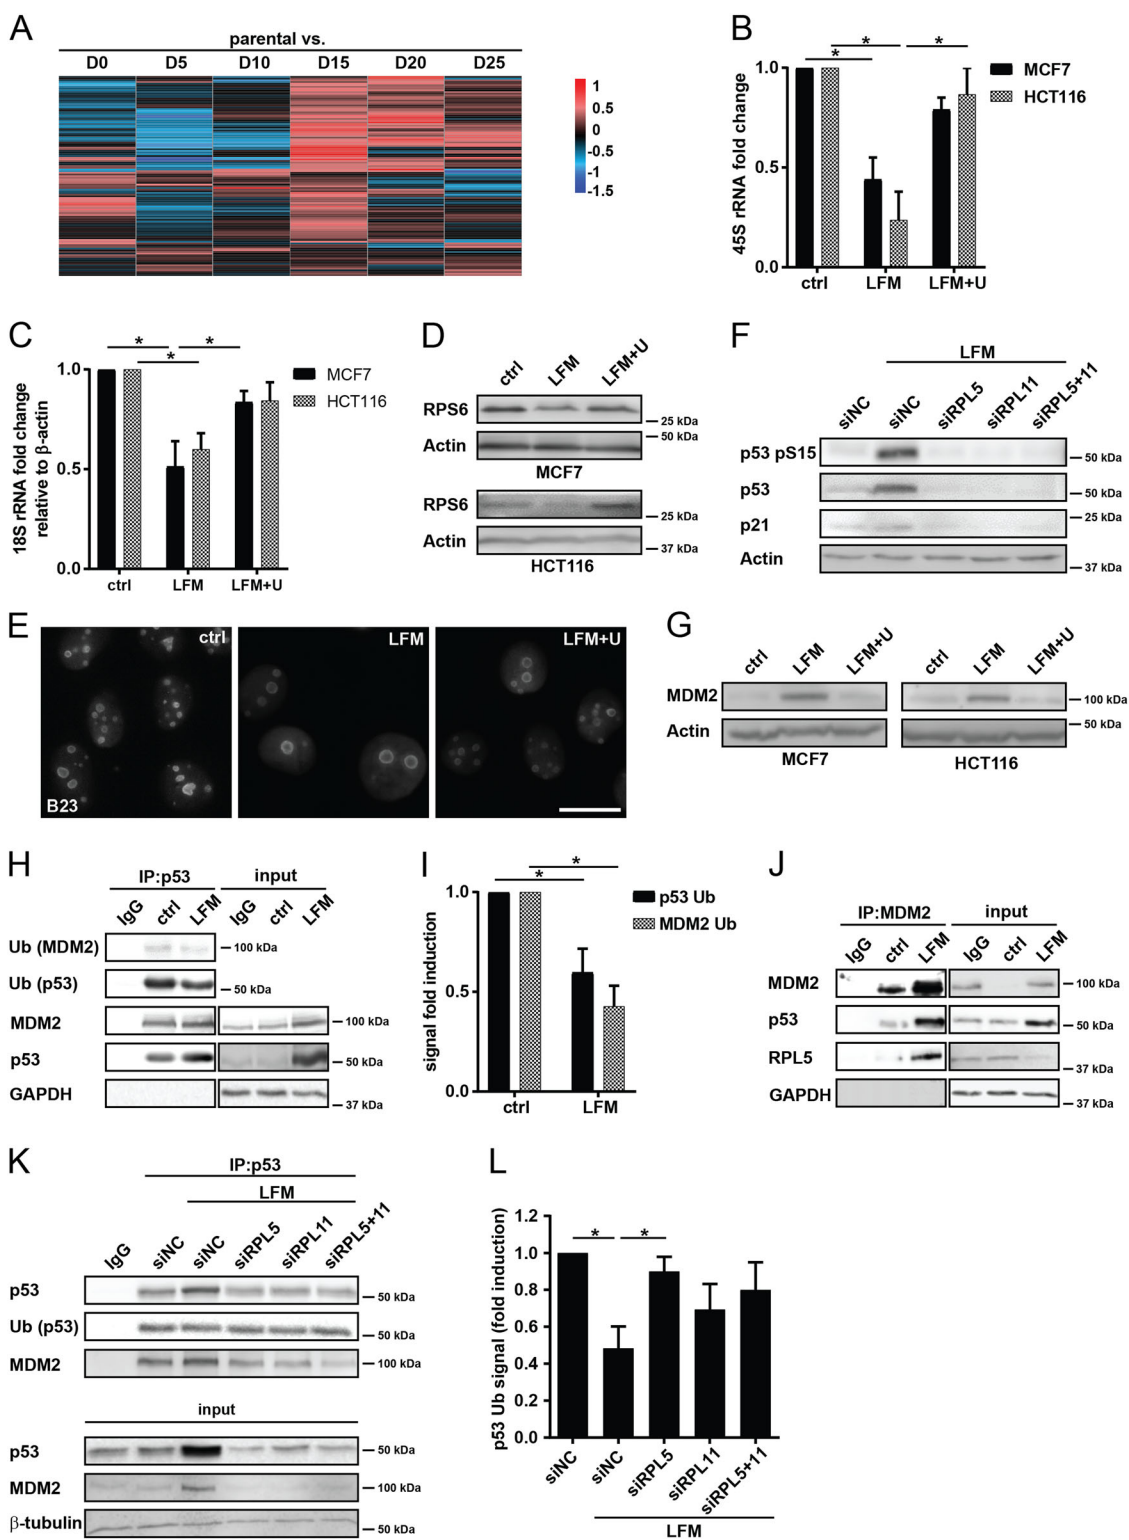 A
parental vs.
D0 D5 D10 D15 D20 D25
1
0.5
0
-0.5
-1
-1.5
B
45S rRNA fold change
1.0
0.5
0.0
ctrl LFM LFM+U
* * *
MCF7
HCT116
C
18S rRNA fold change
relative to β-actin
1.0
0.5
0.0
ctrl LFM LFM+U
* * *
MCF7
HCT116
D
ctrl LFM LFM+U
RPS6
25 kDa
50 kDa
Actin
MCF7
RPS6
25 kDa
Actin
37 kDa
HCT116
F
LFM
siNC siNC siRPL5 siRPL11 siRPL5+11
p53 pS15
50 kDa
p53
50 kDa
p21
25 kDa
Actin
37 kDa
E
ctrl LFM LFM+U
B23
G
ctrl LFM LFM+U ctrl LFM LFM+U
MDM2
100 kDa
50 kDa
Actin
MCF7 HCT116
H
IP:p53 input
IgG ctrl LFM IgG ctrl LFM
Ub (MDM2)
100 kDa
Ub (p53)
50 kDa
MDM2
100 kDa
p53
50 kDa
GAPDH
37 kDa
I
signal fold induction
1.0
0.5
0.0
ctrl LFM
* *
p53 Ub
MDM2 Ub
J
IP:MDM2 input
IgG ctrl LFM IgG ctrl LFM
MDM2
100 kDa
p53
50 kDa
RPL5
37 kDa
GAPDH
37 kDa
K
IP:p53
LFM
IgG siNC siNC siRPL5 siRPL11 siRPL5+11
p53
50 kDa
Ub (p53)
50 kDa
MDM2
100 kDa
input
p53
50 kDa
MDM2
100 kDa
β-tubulin
50 kDa
L
p53 Ub signal (fold induction)
1.2
1.0
0.8
0.6
0.4
0.2
0.0
* *
siNC siNC siRPL5 siRPL11 siRPL5+11
LFM